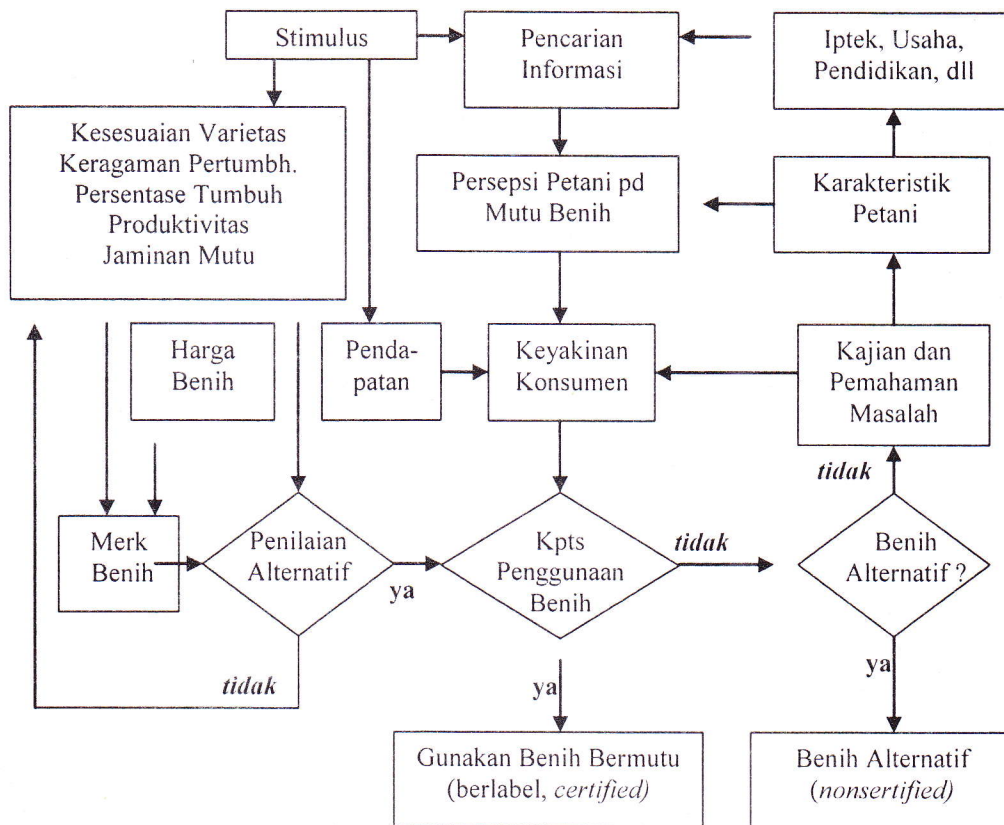 Stimulus
Pencarian
Informasi
Iptek, Usaha,
Pendidikan, dll
Kesesuaian Varietas
Keragaman Pertumbh.
Persentase Tumbuh
Produktivitas
Jaminan Mutu
Persepsi Petani pd
Mutu Benih
Karakteristik
Petani
Harga
Benih
Penda-
patan
Keyakinan
Konsumen
Kajian dan
Pemahaman
Masalah
tidak
Merk
Benih
Penilaian
Alternatif
ya
Kpts
Penggunaan
Benih
tidak
Benih
Alternatif ?
tidak
ya
ya
Gunakan Benih Bermutu
(berlabel, certified)
Benih Alternatif
(nonsertified)